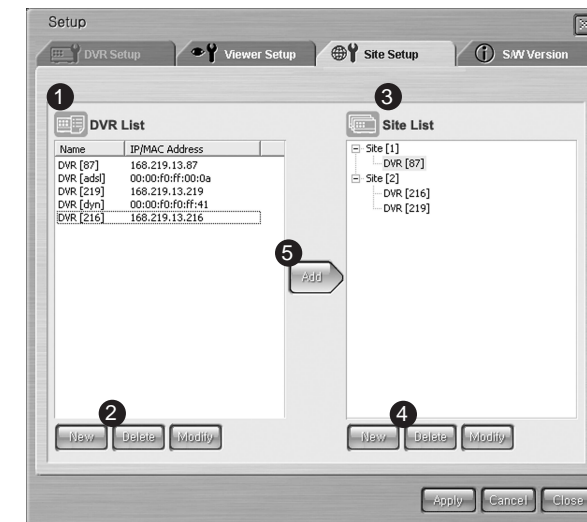 Setup
DVR Setup
Viewer Setup
Site Setup
S/W Version
1
DVR List
Name IP/MAC Address
DVR [87] 168.219.13.87
DVR [adsl] 00:00:f0:ff:00:0a
DVR [219] 168.219.13.219
DVR [dyn] 00:00:f0:f0:ff:41
DVR [216] 168.219.13.216
2
New Delete Modify
5
Add
3
Site List
Site [1]
DVR [87]
Site [2]
DVR [216]
DVR [219]
4
New Delete Modify
Apply Cancel Close